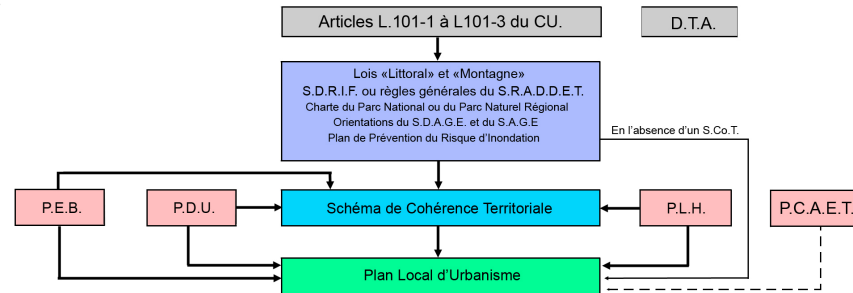 Articles L.101-1 à L101-3 du CU.
D.T.A.
Lois «Littoral» et «Montagne»
S.D.R.I.F. ou règles générales du S.R.A.D.D.E.T.
Charte du Parc National ou du Parc Naturel Régional
Orientations du S.D.A.G.E. et du S.A.G.E
Plan de Prévention du Risque d'Inondation
En l'absence d'un S.Co.T.
P.E.B.
P.D.U.
Schéma de Cohérence Territoriale
P.L.H.
P.C.A.E.T.
Plan Local d'Urbanisme